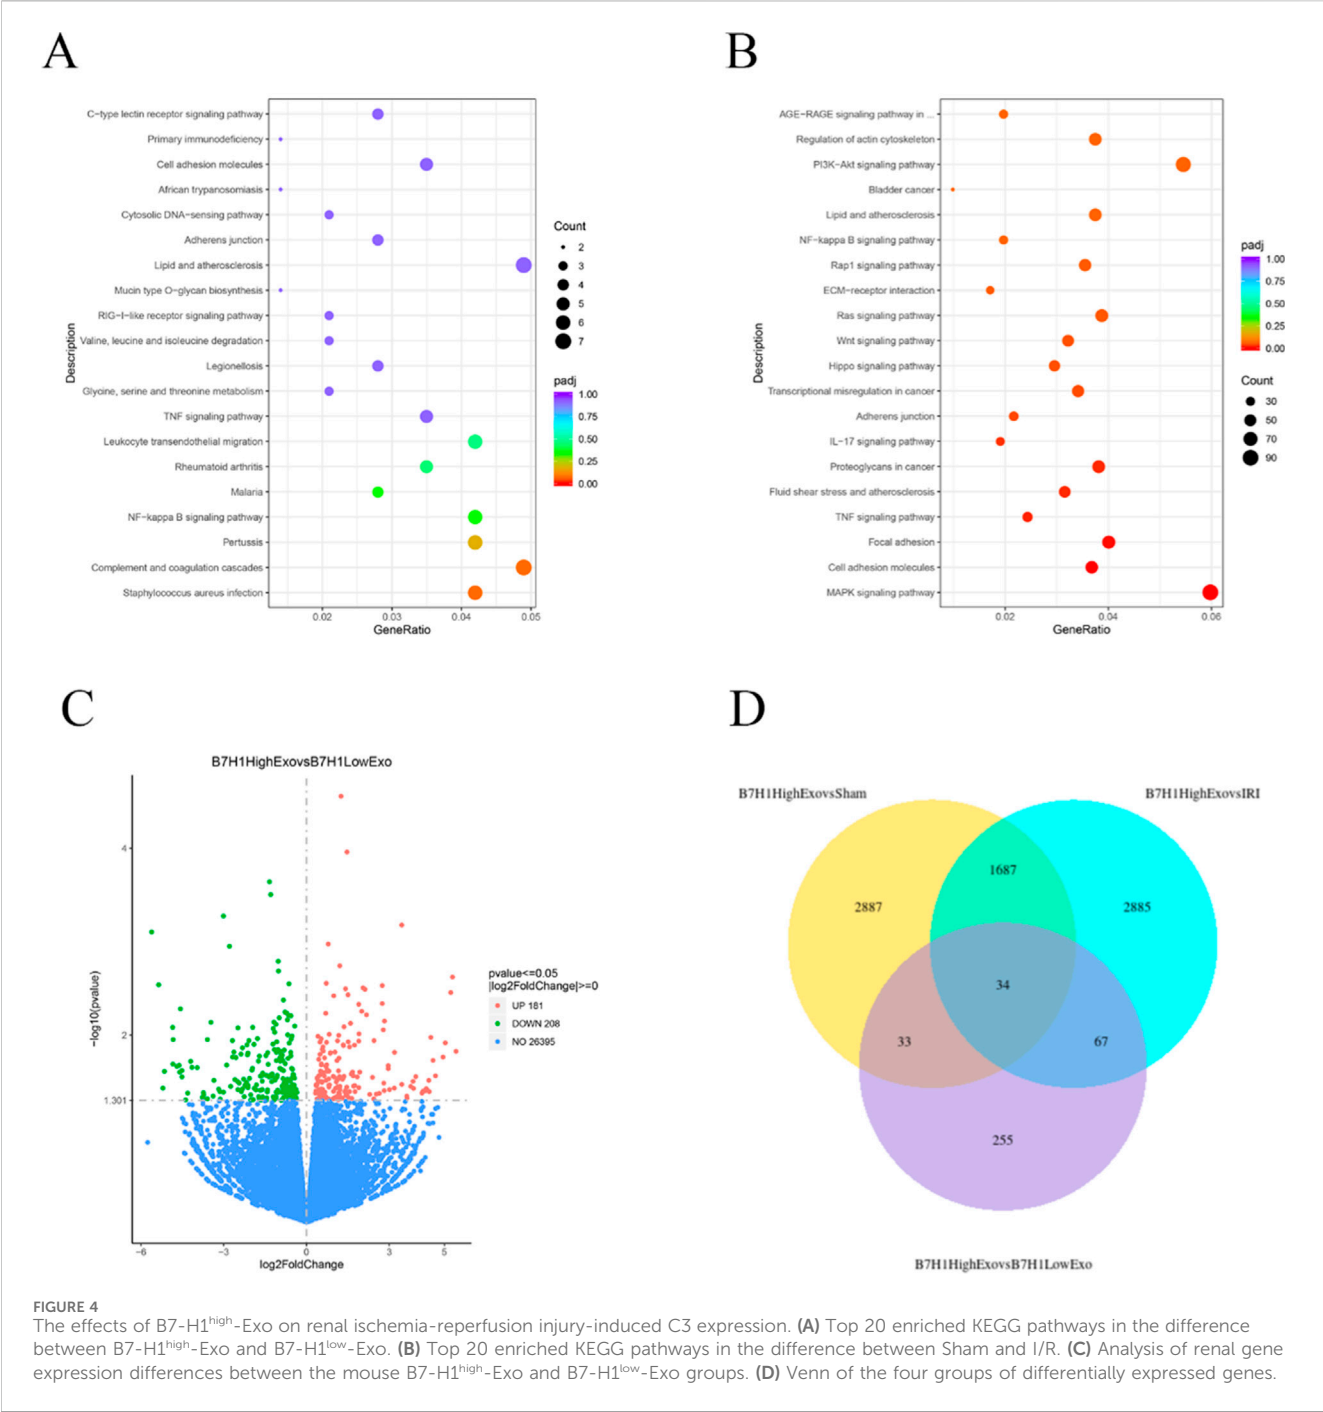 A
C−type lectin receptor signaling pathway
Primary immunodeficiency
Cell adhesion molecules
African trypanosomiasis
Cytosolic DNA−sensing pathway
Adherens junction
Lipid and atherosclerosis
Mucin type O−glycan biosynthesis
RIG−I−like receptor signaling pathway
Valine, leucine and isoleucine degradation
Legionellosis
Glycine, serine and threonine metabolism
TNF signaling pathway
Leukocyte transendothelial migration
Rheumatoid arthritis
Malaria
NF−kappa B signaling pathway
Pertussis
Complement and coagulation cascades
Staphylococcus aureus infection
Description
0.02 0.03 0.04 0.05
GeneRatio
Count
2
3
4
5
6
7
padj
1.00
0.75
0.50
0.25
0.00
B
AGE−RAGE signaling pathway in ...
Regulation of actin cytoskeleton
PI3K−Akt signaling pathway
Bladder cancer
Lipid and atherosclerosis
NF−kappa B signaling pathway
Rap1 signaling pathway
ECM−receptor interaction
Ras signaling pathway
Wnt signaling pathway
Hippo signaling pathway
Transcriptional misregulation in cancer
Adherens junction
IL−17 signaling pathway
Proteoglycans in cancer
Fluid shear stress and atherosclerosis
TNF signaling pathway
Focal adhesion
Cell adhesion molecules
MAPK signaling pathway
Description
0.02 0.04 0.06
GeneRatio
padj
1.00
0.75
0.50
0.25
0.00
Count
30
50
70
90
C
B7H1HighExovsB7H1LowExo
−log10(pvalue)
4
2
1.301
−6 −3 0 3 5
log2FoldChange
pvalue<=0.05
|log2FoldChange|>=0
UP 181
DOWN 208
NO 26395
D
B7H1HighExovsSham
B7H1HighExovsIRI
1687
2887
2885
34
33
67
255
B7H1HighExovsB7H1LowExo
FIGURE 4
The effects of B7-H1high-Exo on renal ischemia-reperfusion injury-induced C3 expression. (A) Top 20 enriched KEGG pathways in the difference
between B7-H1high-Exo and B7-H1low-Exo. (B) Top 20 enriched KEGG pathways in the difference between Sham and I/R. (C) Analysis of renal gene
expression differences between the mouse B7-H1high-Exo and B7-H1low-Exo groups. (D) Venn of the four groups of differentially expressed genes.